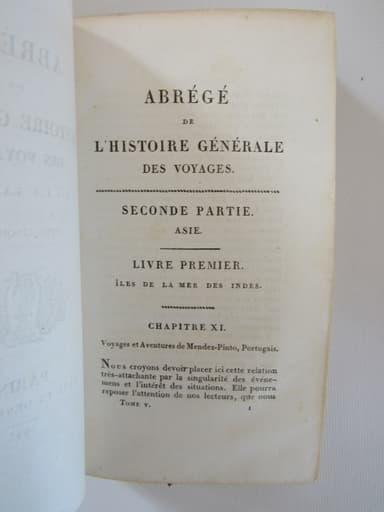 ABRÉGÉ
DE
L'HISTOIRE GÉNÉRALE
DES VOYAGES.
SECONDE PARTIE.
ASIE.
LIVRE PREMIER.
ÎLES DE LA MER DES INDES.
CHAPITRE XI.
Voyages et Aventures de Mendez-Pinto, Portugais.
Nous croyons devoir placer ici cette relation
très-attachante par la singularité des événe-
mens et l'intérêt des situations. Elle pourra
reposer l'attention de nos lecteurs, que nous
Tome V. 1